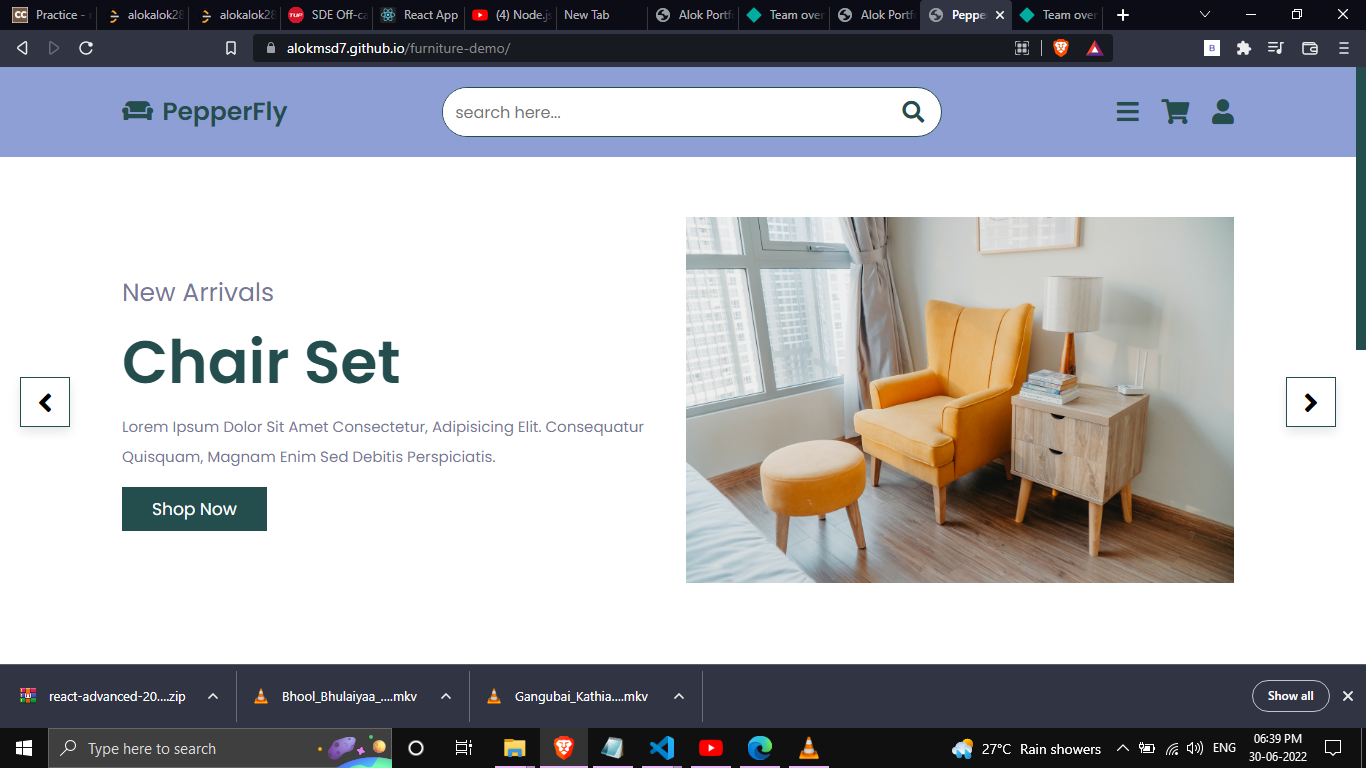 Practice -
alokalok28
alokalok28
TUP SDE Off-ca
React App
(4) Node.js
New Tab
Alok Portf
Team over
Alok Portf
Peppe
Team over
alokmsd7.github.io/furniture-demo/
PepperFly
search here...
New Arrivals
Chair Set
Lorem Ipsum Dolor Sit Amet Consectetur, Adipisicing Elit. Consequatur
Quisquam, Magnam Enim Sed Debitis Perspiciatis.
Shop Now
react-advanced-20....zip
Bhool_Bhulaiyaa_....mkv
Gangubai_Kathia....mkv
Show all
Type here to search
27°C Rain showers
ENG
06:39 PM
30-06-2022